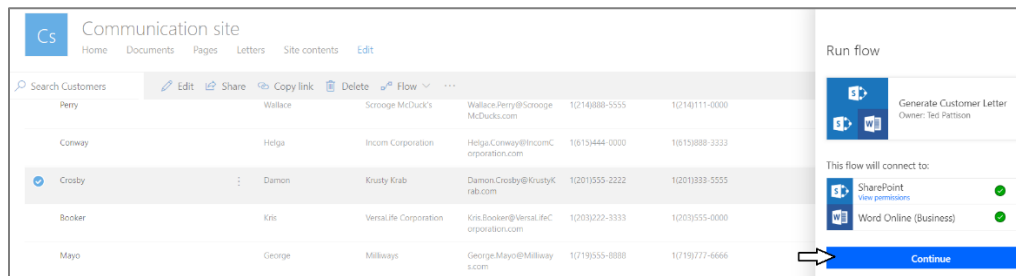 Cs
Communication site
Home Documents Pages Letters Site contents Edit
Search Customers Edit Share Copy link Delete Flow ...
Perry Wallace Scrooge McDuck's Wallace.Perry@Scrooge 1(214)888-5555 1(214)111-0000
McDucks.com
Conway Helga Incom Corporation Helga.Conway@IncomC 1(615)444-0000 1(615)888-3333
orporation.com
Crosby Damon Krusty Krab Damon.Crosby@KrustyK 1(201)555-2222 1(201)333-5555
rab.com
Booker Kris VersaLife Corporation Kris.Booker@VersaLifeC 1(203)222-3333 1(203)555-0000
orporation.com
Mayo George Milliways George.Mayo@Milliway 1(719)555-8888 1(719)777-6666
s.com
Run flow
Generate Customer Letter
Owner: Ted Pattison
This flow will connect to:
SharePoint
View permissions
Word Online (Business)
Continue